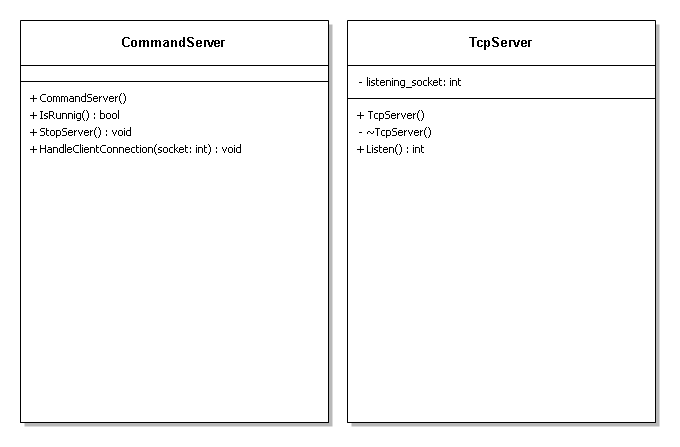 CommandServer
+ CommandServer()
+ IsRunnig() : bool
+ StopServer() : void
+ HandleClientConnection(socket: int) : void
TcpServer
- listening_socket: int
+ TcpServer()
- ~TcpServer()
+ Listen() : int